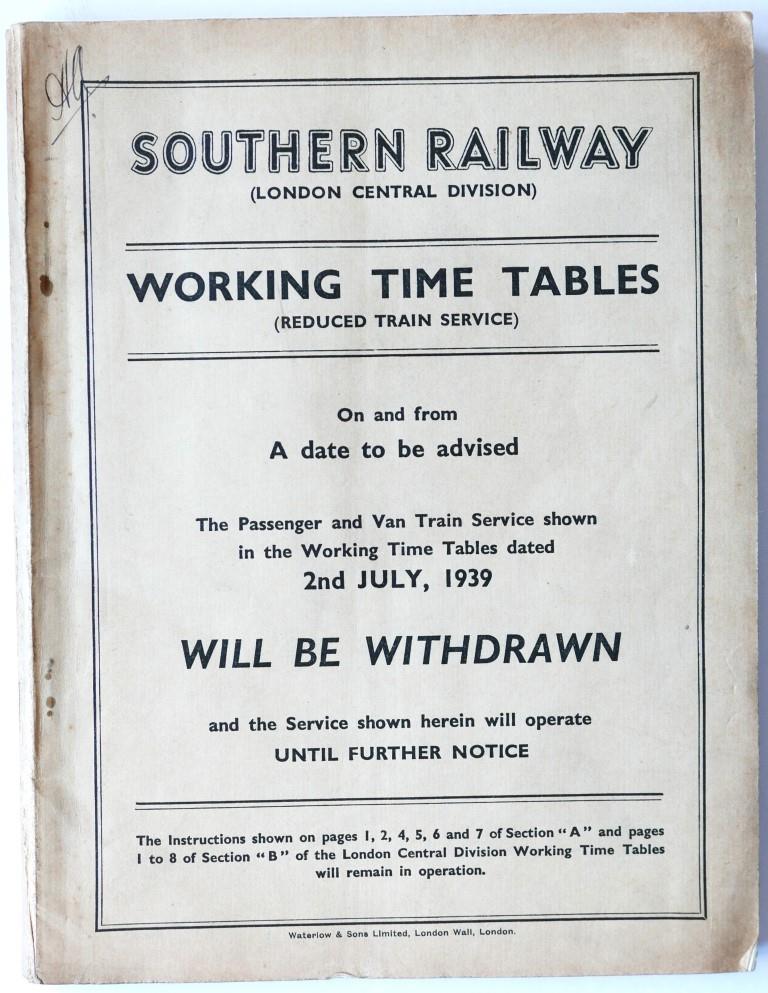 SOUTHERN RAILWAY
(LONDON CENTRAL DIVISION)
WORKING TIME TABLES
(REDUCED TRAIN SERVICE)
On and from
A date to be advised
The Passenger and Van Train Service shown
in the Working Time Tables dated
2nd JULY, 1939
WILL BE WITHDRAWN
and the Service shown herein will operate
UNTIL FURTHER NOTICE
The Instructions shown on pages 1, 2, 4, 5, 6 and 7 of Section "A" and pages
1 to 8 of Section "B" of the London Central Division Working Time Tables
will remain in operation.
Waterlow & Sons Limited, London Wall, London.